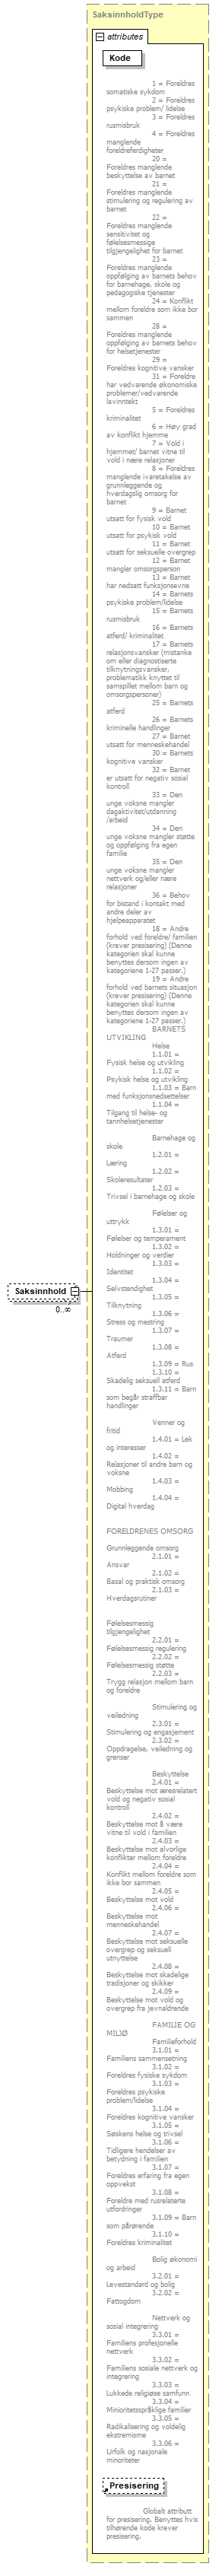 SaksinnholdType
attributes
Kode
1 = Foreldres
somatiske sykdom
2 = Foreldres
psykiske problem/ lidelse
3 = Foreldres
rusmisbruk
4 = Foreldres
manglende
foreldreferdigheter
20 =
Foreldres manglende
beskyttelse av barnet
21 =
Foreldres manglende
stimulering og regulering av
barnet
22 =
Foreldres manglende
sensitivitet og
følelsesmessige
tilgjengelighet for barnet
23 =
Foreldres manglende
oppfølging av barnets behov
for barnehage, skole og
pedagogiske tjenester
24 = Konflikt
mellom foreldre som ikke bor
sammen
28 =
Foreldres manglende
oppfølging av barnets behov
for helsetjenester
29 =
Foreldres kognitive vansker
31 = Foreldre
har vedvarende økonomiske
problemer/vedvarende
lavinntekt
5 = Foreldres
kriminalitet
6 = Høy grad
av konflikt hjemme
7 = Vold i
hjemmet/ barnet vitne til
vold i nære relasjoner
8 = Foreldres
manglende ivaretakelse av
grunnleggende og
hverdagslig omsorg for
barnet
9 = Barnet
utsatt for fysisk vold
10 = Barnet
utsatt for psykisk vold
11 = Barnet
utsatt for seksuelle overgrep
12 = Barnet
mangler omsorgsperson
13 = Barnet
har nedsatt funksjonsevne
14 = Barnets
psykiske problem/lidelse
15 = Barnets
rusmisbruk
16 = Barnets
atferd/ kriminalitet
17 = Barnets
relasjonsvansker (mistanke
om eller diagnostiserte
tilknytningsvansker,
problematikk knyttet til
samspillet mellom barn og
omsorgspersoner)
25 = Barnets
atferd
26 = Barnets
kriminelle handlinger
27 = Barnet
utsatt for menneskehandel
30 = Barnets
kognitive vansker
32 = Barnet
er utsatt for negativ sosial
kontroll
33 = Den
unge voksne mangler
dagaktivitet/utdanning
/arbeid
34 = Den
unge voksne mangler støtte
og oppfølging fra egen
familie
35 = Den
unge voksne mangler
nettverk og/eller nære
relasjoner
36 = Behov
for bistand i kontakt med
andre deler av
hjelpeapparatet
18 = Andre
forhold ved foreldre/ familien
(krever presisering) (Denne
kategorien skal kunne
benyttes dersom ingen av
kategoriene 1-27 passer.)
19 = Andre
forhold ved barnets situasjon
(krever presisering) (Denne
kategorien skal kunne
benyttes dersom ingen av
kategoriene 1-27 passer.)
BARNETS
UTVIKLING
Helse
1.1.01 =
Fysisk helse og utvikling
1.1.02 =
Psykisk helse og utvikling
1.1.03 = Barn
med funksjonsnedsettelser
1.1.04 =
Tilgang til helse- og
tannhelsetjenester
Barnehage og
skole
1.2.01 =
Læring
1.2.02 =
Skoleresultater
1.2.03 =
Trivsel i barnehage og skole
Følelser og
uttrykk
1.3.01 =
Følelser og temperament
1.3.02 =
Holdninger og verdier
1.3.03 =
Identitet
1.3.04 =
Selvstendighet
1.3.05 =
Tilknytning
1.3.06 =
Stress og mestring
1.3.07 =
Traumer
1.3.08 =
Atferd
1.3.09 = Rus
1.3.10 =
Skadelig seksuell atferd
1.3.11 = Barn
som begår straffbar
handlinger
Venner og
fritid
1.4.01 = Lek
og interesser
1.4.02 =
Relasjoner til andre barn og
voksne
1.4.03 =
Mobbing
1.4.04 =
Digital hverdag
FORELDRENES OMSORG
Grunnleggende omsorg
2.1.01 =
Ansvar
2.1.02 =
Basal og praktisk omsorg
2.1.03 =
Hverdagsrutiner
Følelsesmessig
tilgjengelighet
2.2.01 =
Følelsesmessig regulering
2.2.02 =
Følelsesmessig støtte
2.2.03 =
Trygg relasjon mellom barn
og foreldre
Stimulering og
veiledning
2.3.01 =
Stimulering og engasjement
2.3.02 =
Oppdragelse, veiledning og
grenser
Beskyttelse
2.4.01 =
Beskyttelse mot æresrelatert
vold og negativ sosial
kontroll
2.4.02 =
Beskyttelse mot å være
vitne til vold i familien
2.4.03 =
Beskyttelse mot alvorlige
konflikter mellom foreldre
2.4.04 =
Konflikt mellom foreldre som
ikke bor sammen
2.4.05 =
Beskyttelse mot vold
2.4.06 =
Beskyttelse mot
menneskehandel
2.4.07 =
Beskyttelse mot seksuelle
overgrep og seksuell
utnyttelse
2.4.08 =
Beskyttelse mot skadelige
tradisjoner og skikker
2.4.09 =
Beskyttelse mot vold og
overgrep fra jevnaldrende
FAMILIE OG
MILJØ
Familieforhold
3.1.01 =
Familiens sammensetning
3.1.02 =
Foreldres fysiske sykdom
3.1.03 =
Foreldres psykiske
problem/lidelse
3.1.04 =
Foreldres kognitive vansker
3.1.05 =
Søskens helse og trivsel
3.1.06 =
Tidligere hendelser av
betydning i familien
3.1.07 =
Foreldres erfaring fra egen
oppvekst
3.1.08 =
Foreldre med rusrelaterte
utfordringer
3.1.09 = Barn
som pårørende
3.1.10 =
Foreldres kriminalitet
Bolig økonomi
og arbeid
3.2.01 =
Levestandard og bolig
3.2.02 =
Fattogdom
Nettverk og
sosial integrering
3.3.01 =
Familiens profesjonelle
nettverk
3.3.02 =
Familiens sosiale nettverk og
integrering
3.3.03 =
Lukkede religiøse samfunn
3.3.04 =
Minioritetsspråklige familier
3.3.05 =
Radikalisering og voldelig
ekstremisme
3.3.06 =
Urfolk og nasjonale
minoriteter
Saksinnhold
0..∞
Presisering
Globalt attributt
for presisering. Benyttes hvis
tilhørende kode krever
presisering.